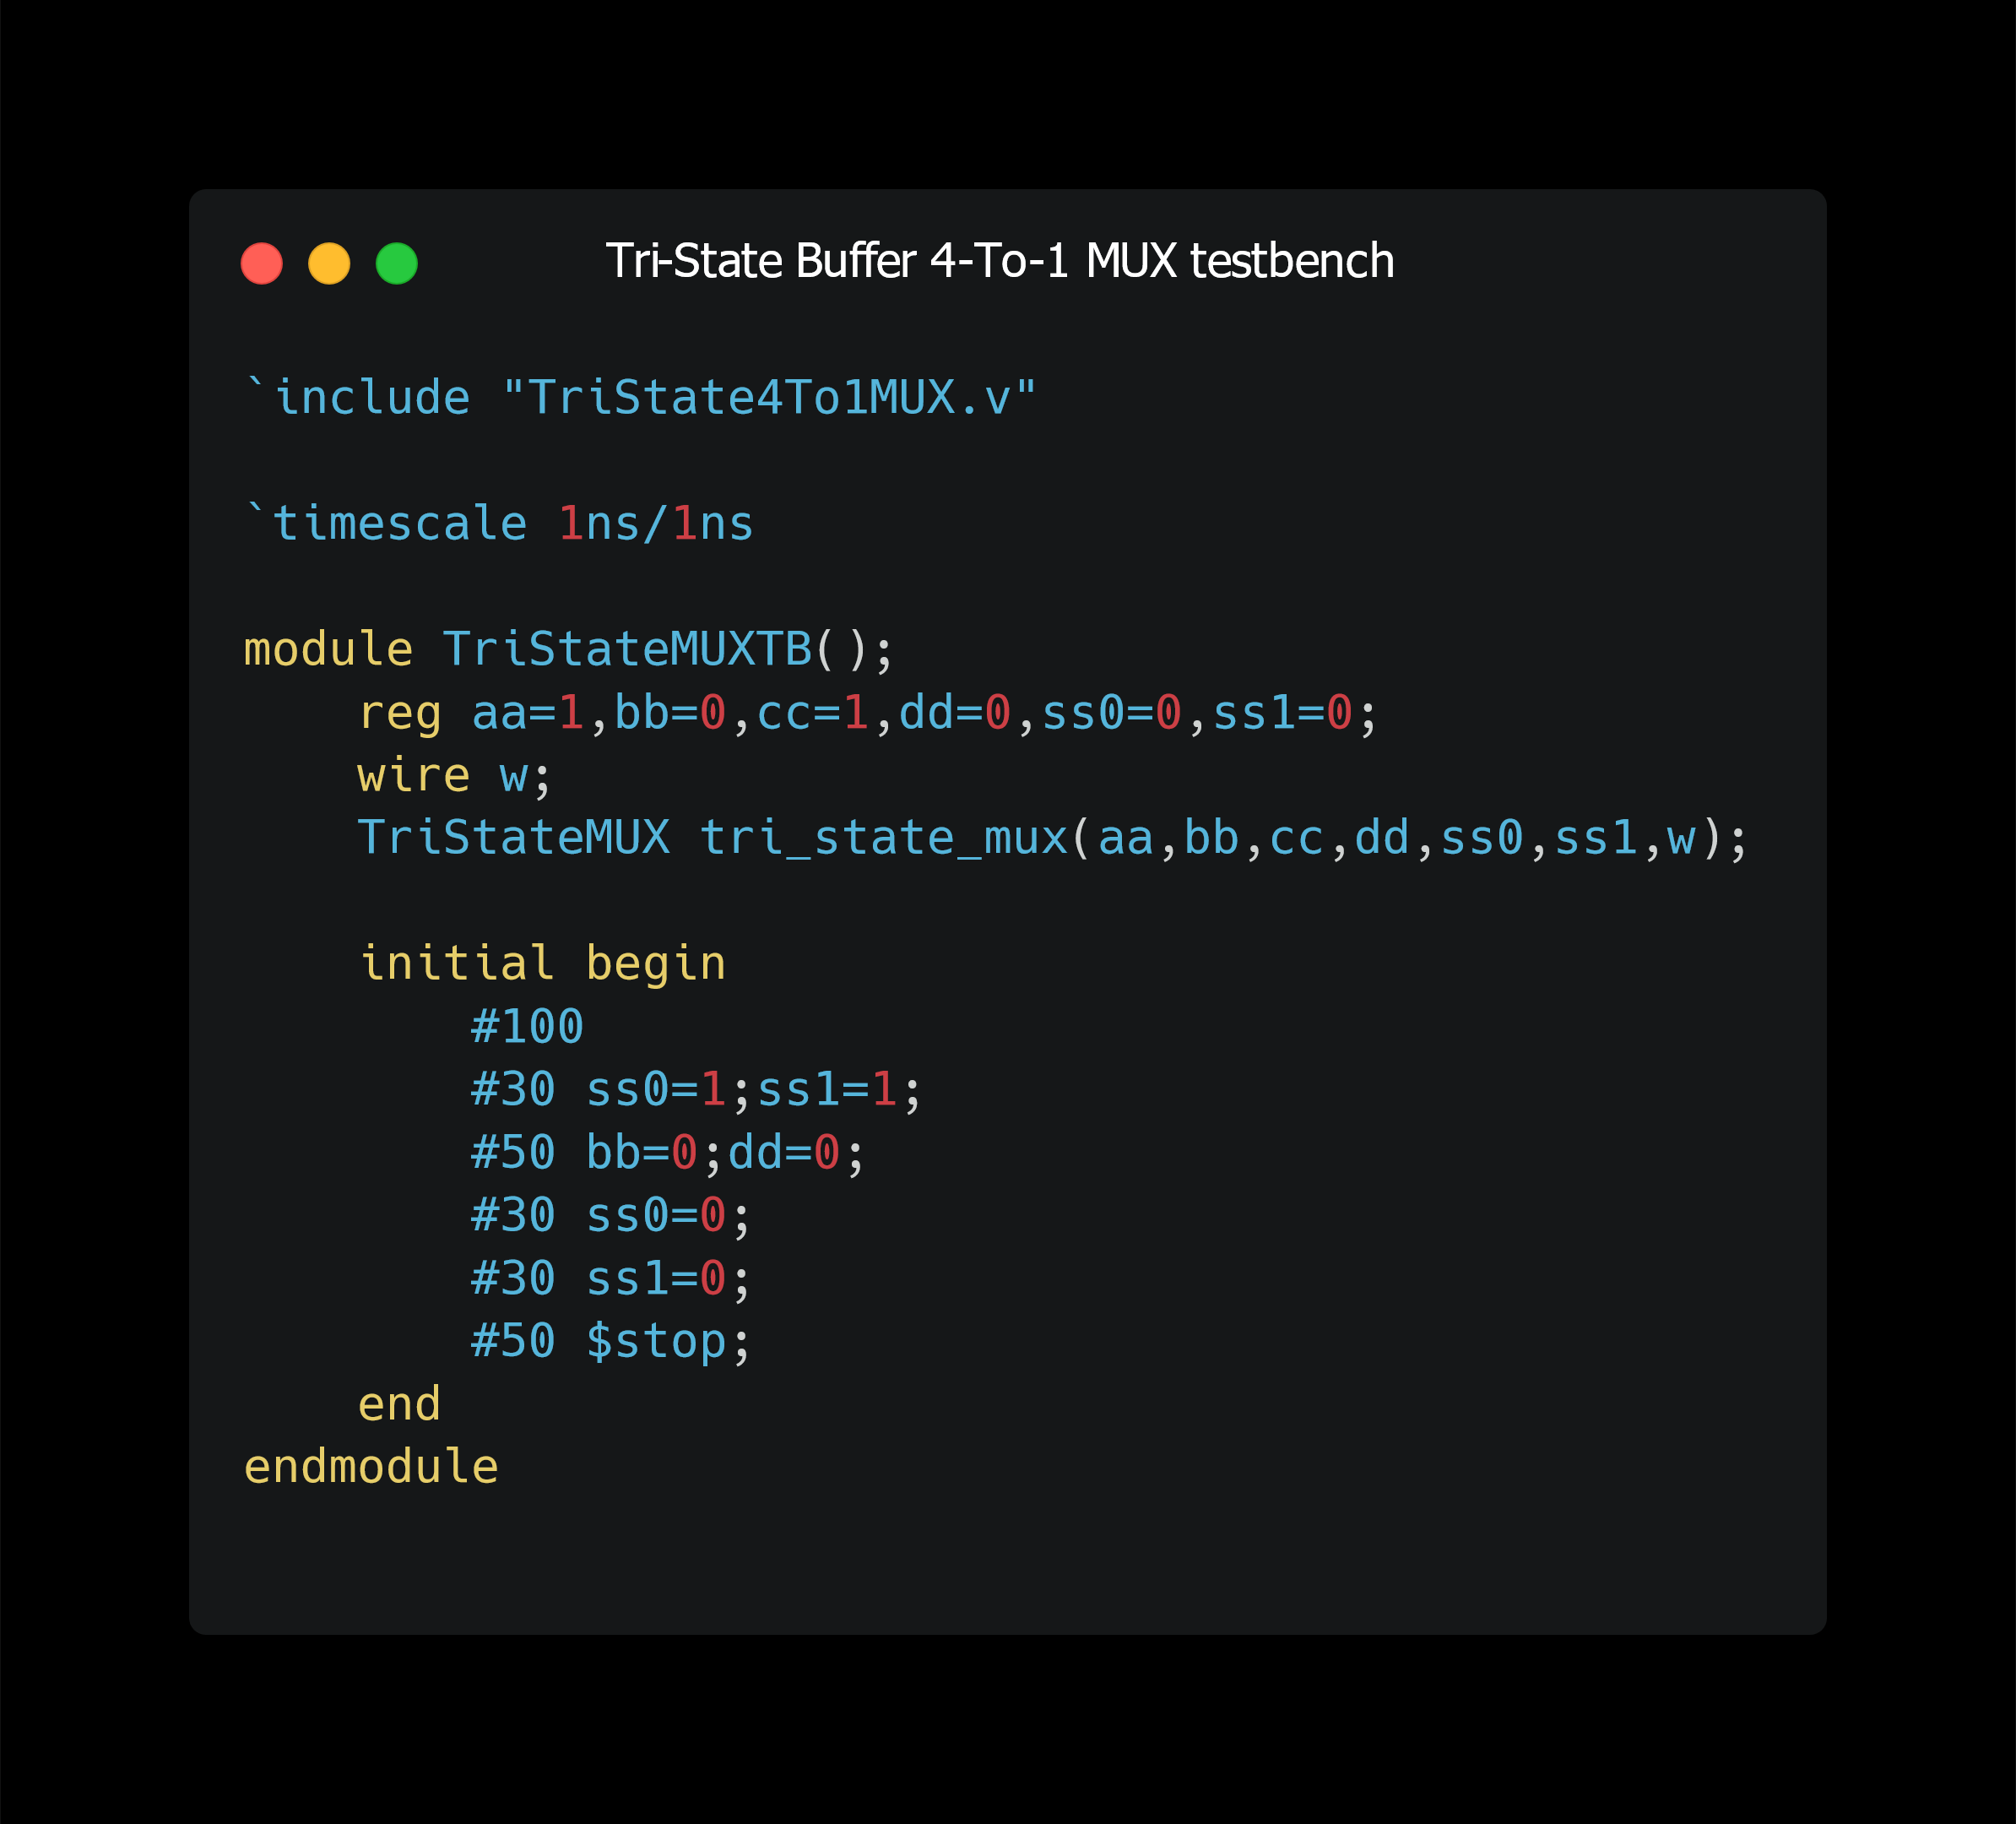 Tri-State Buffer 4-To-1 MUX testbench
`include "TriState4To1MUX.v"
`timescale 1ns/1ns
module TriStateMUXTB();
reg aa=1,bb=0,cc=1,dd=0,ss0=0,ss1=0;
wire w;
TriStateMUX tri_state_mux(aa,bb,cc,dd,ss0,ss1,w);
initial begin
#100
#30 ss0=1;ss1=1;
#50 bb=0;dd=0;
#30 ss0=0;
#30 ss1=0;
#50 $stop;
end
endmodule